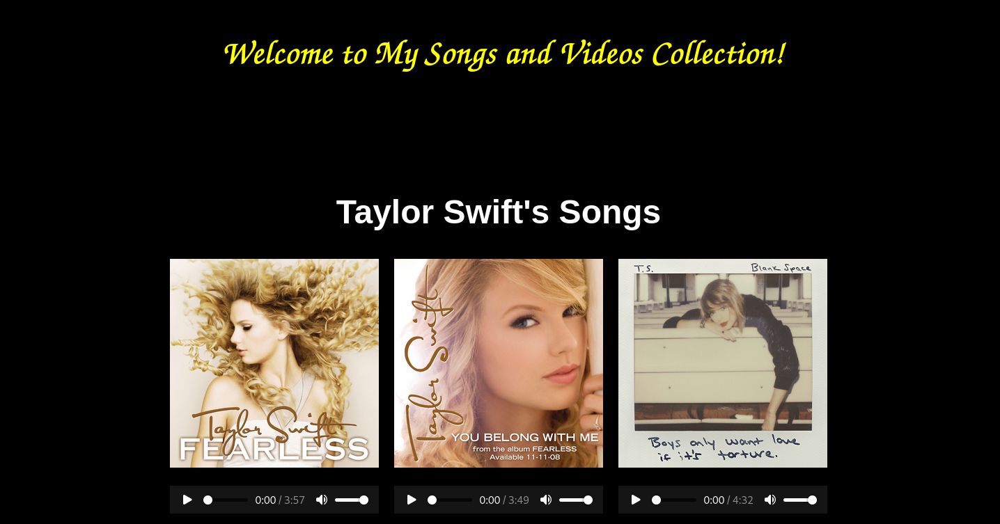 Welcome to My Songs and Videos Collection!
Taylor Swift's Songs
Taylor Swift
FEARLESS
Taylor Swift
YOU BELONG WITH ME
from the album FEARLESS
Available 11-11-08
T.S. Blank Space
Boys only want love
if it's torture.
0:00 / 3:57
0:00 / 3:49
0:00 / 4:32